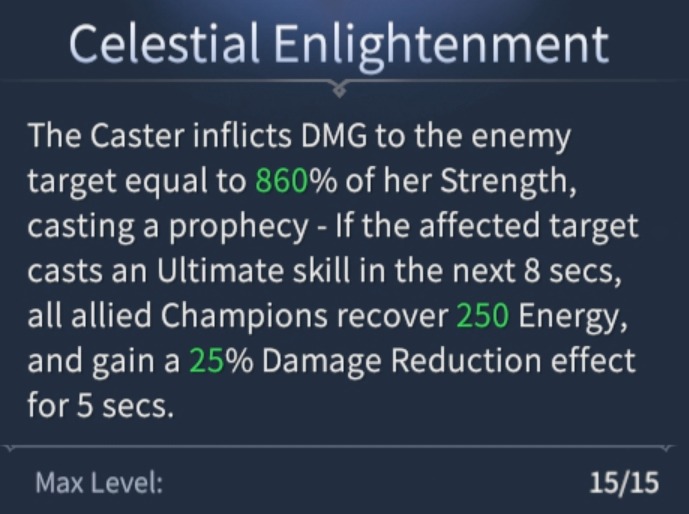 Celestial Enlightenment
The Caster inflicts DMG to the enemy
target equal to 860% of her Strength,
casting a prophecy - If the affected target
casts an Ultimate skill in the next 8 secs,
all allied Champions recover 250 Energy,
and gain a 25% Damage Reduction effect
for 5 secs.
Max Level: 15/15